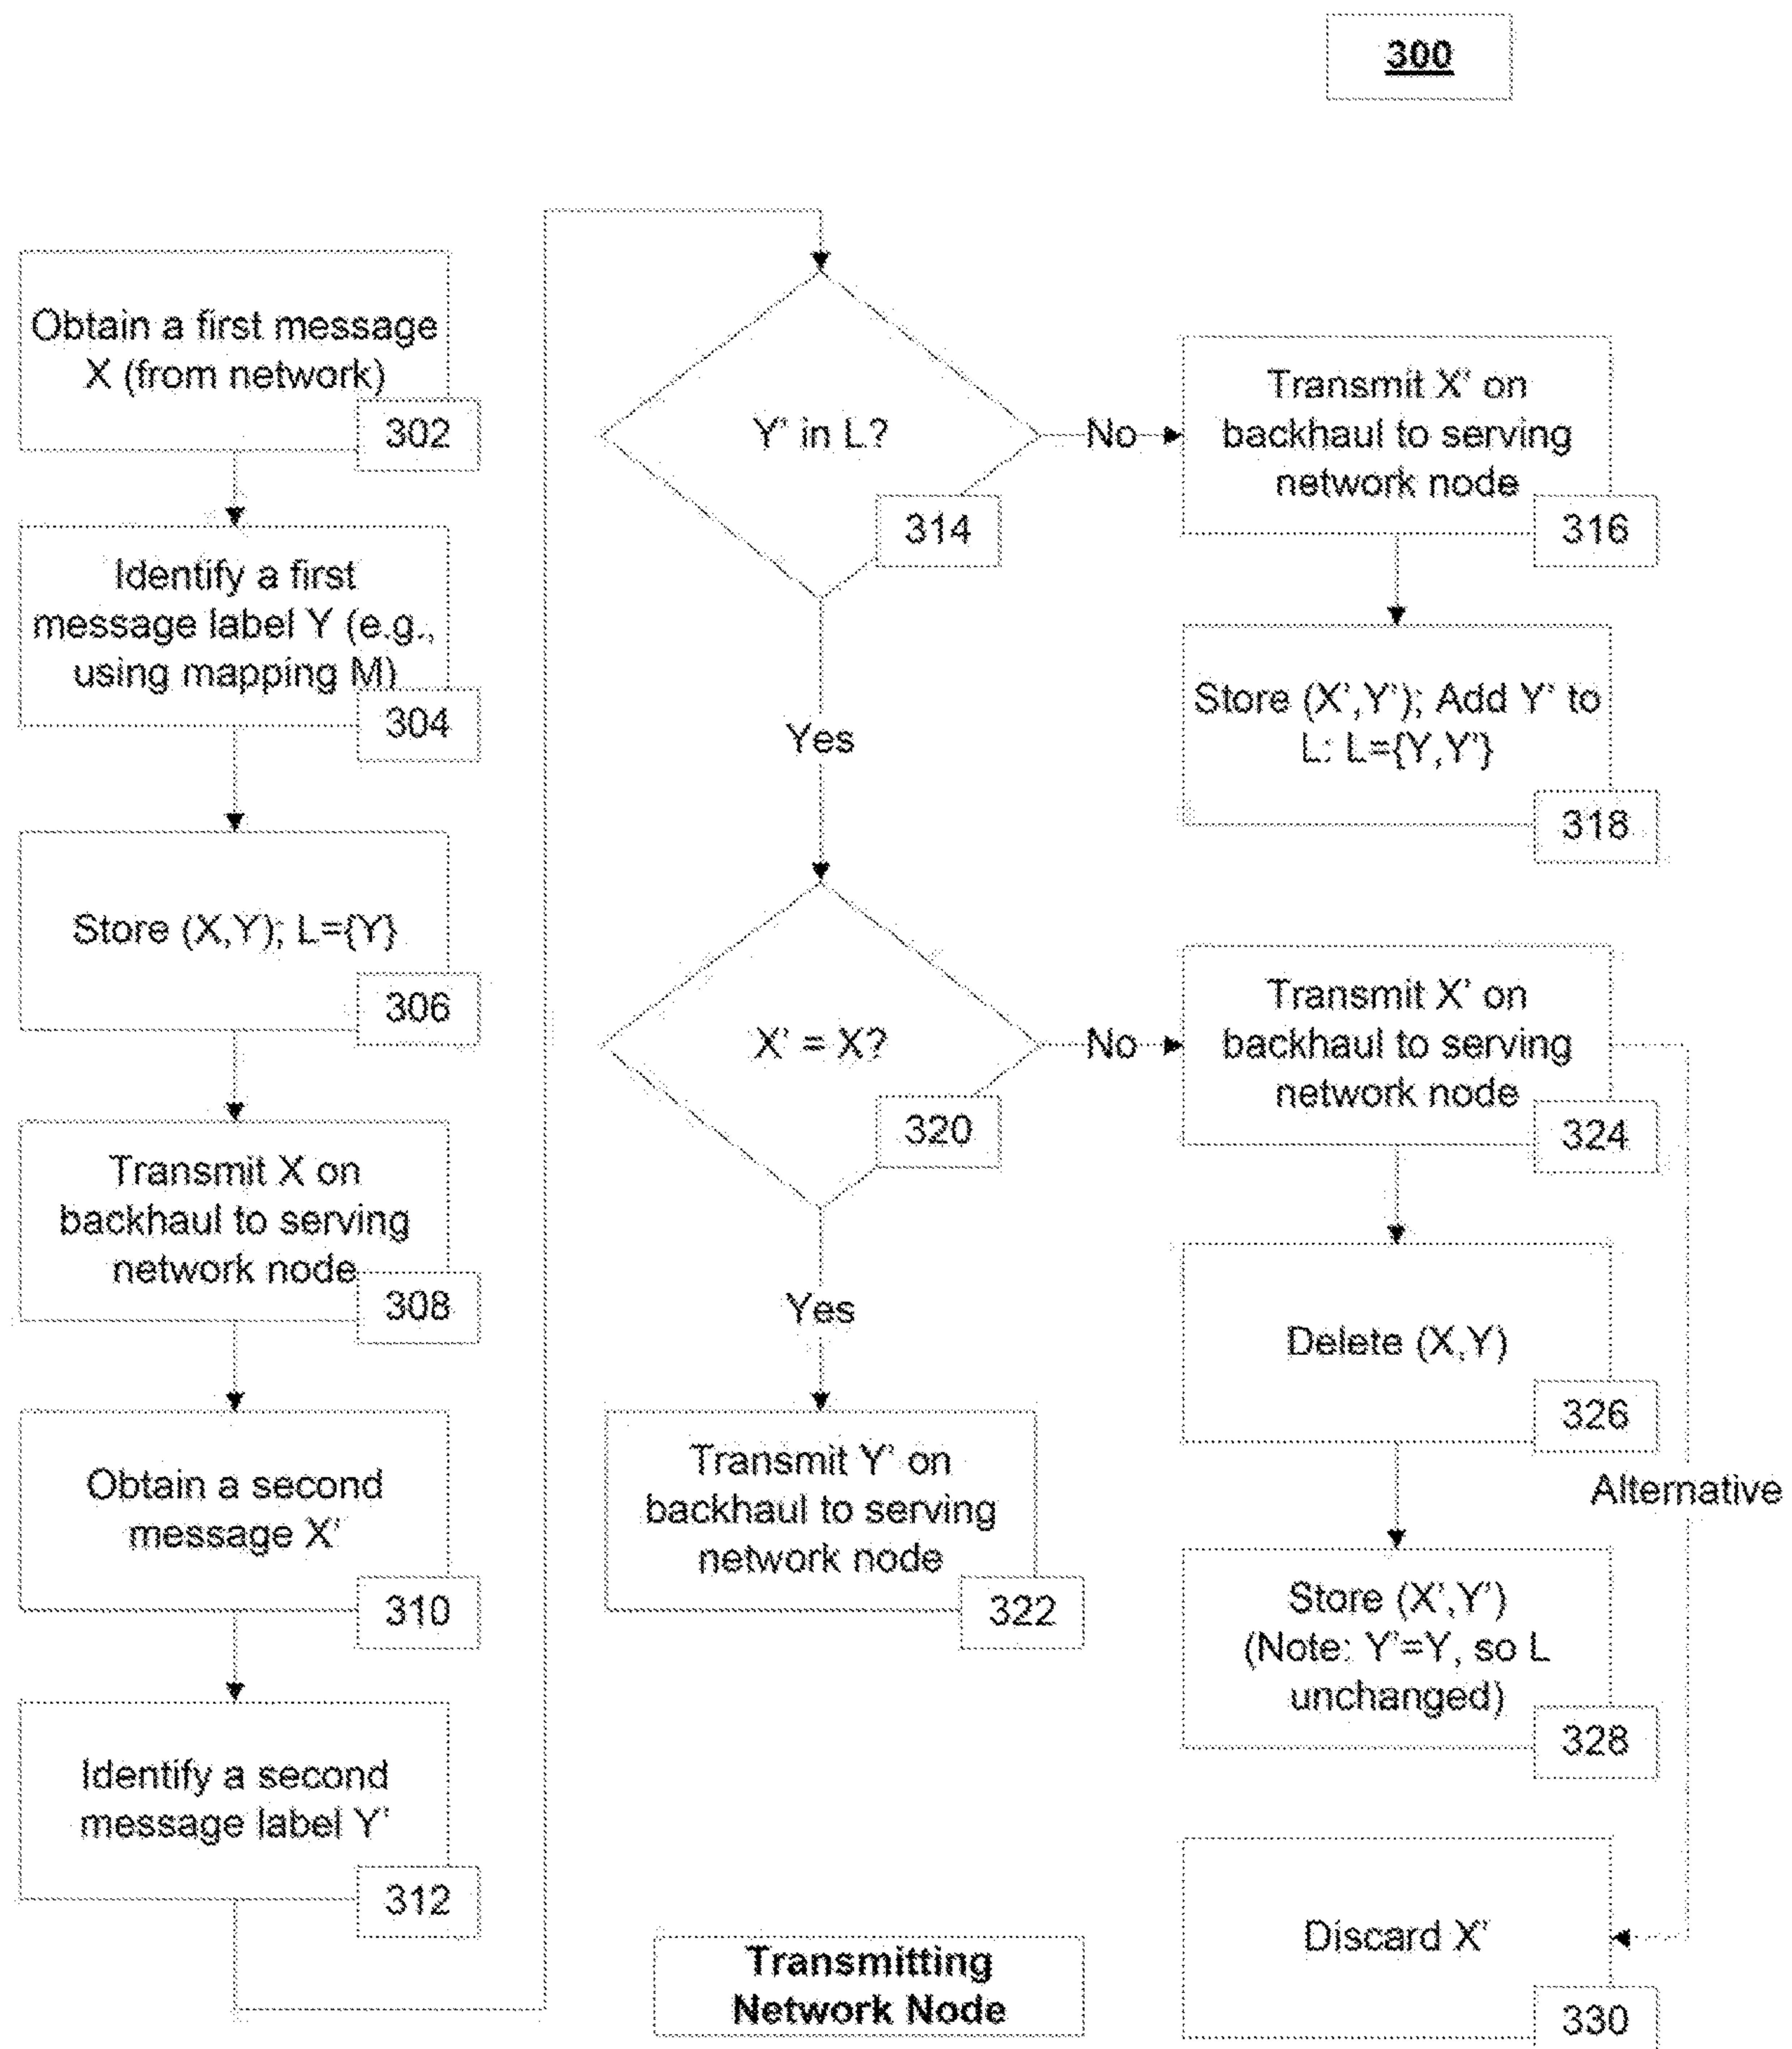 300
Obtain a first message
X (from network)
302
Identify a first
message label Y (e.g.,
using mapping M)
304
Store (X,Y); L={Y}
306
Transmit X on
backhaul to serving
network node
308
Obtain a second
message X'
310
Identify a second
message label Y'
312
Y' in L?
314
No
Transmit X' on
backhaul to serving
network node
316
Store (X',Y'); Add Y' to
L: L={Y,Y'}
318
Yes
X' = X?
320
No
Transmit X' on
backhaul to serving
network node
324
Yes
Transmit Y' on
backhaul to serving
network node
322
Delete (X,Y)
326
Alternative
Store (X',Y')
(Note: Y'=Y, so L
unchanged)
328
Discard X'
330
Transmitting
Network Node